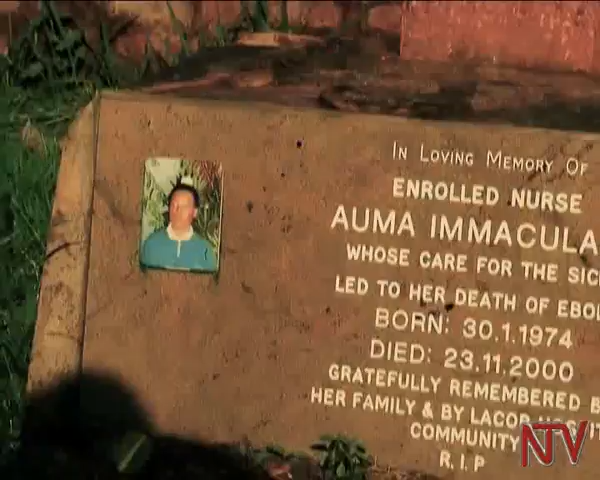 IN LOVING MEMORY OF
ENROLLED NURSE
AUMA IMMACULA
WHOSE CARE FOR THE SIC
LED TO HER DEATH OF EBO
BORN: 30.1.1974
DIED: 23.11.2000
GRATEFULLY REMEMBERED B
HER FAMILY & BY LACOR
COMMUNITY
R.I.P
NTV